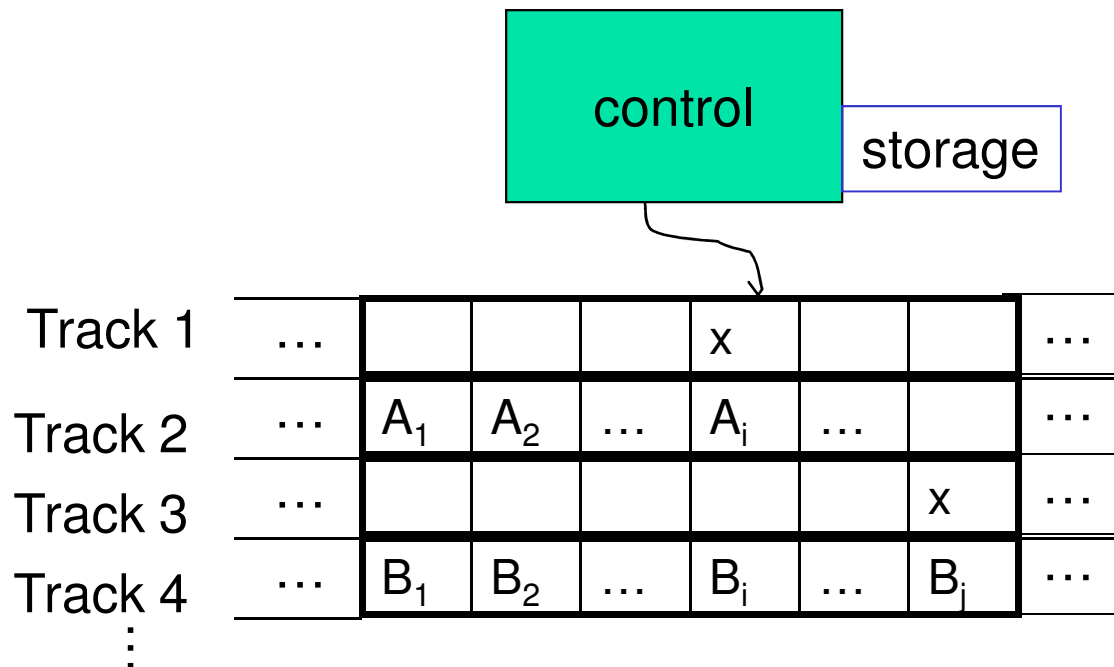 control
storage
Track 1 … x …
Track 2 … A₁ A₂ … Aᵢ … …
Track 3 … x …
Track 4 … B₁ B₂ … Bᵢ … Bⱼ …
⋮